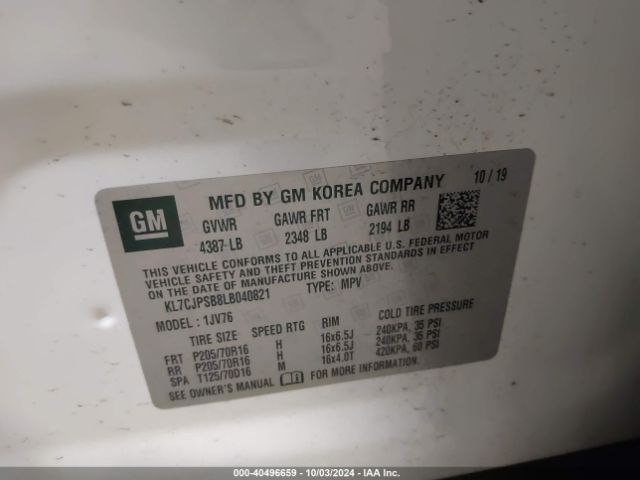 GM
MFD BY GM KOREA COMPANY 10/19
GVWR GAWR FRT GAWR RR
4387 LB 2348 LB 2194 LB
THIS VEHICLE CONFORMS TO ALL APPLICABLE U.S. FEDERAL MOTOR
VEHICLE SAFETY AND THEFT PREVENTION STANDARDS IN EFFECT
ON THE DATE OF MANUFACTURE SHOWN ABOVE.
KL7CJPSB8LB040821 TYPE: MPV
MODEL : 1JV76
TIRE SIZE SPEED RTG RIM COLD TIRE PRESSURE
FRT P205/70R16 H 16x6.5J 240KPA, 35 PSI
RR P205/70R16 H 16x6.5J 240KPA, 35 PSI
SPA T125/70D16 M 16x4.0T 420KPA, 60 PSI
SEE OWNER'S MANUAL FOR MORE INFORMATION.
000-40496659 - 10/03/2024 - IAA Inc.